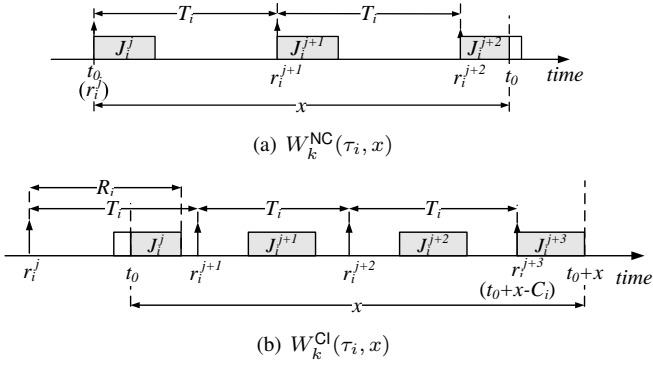 T_i T_i
J_i^j J_i^{j+1} J_i^{j+2}
t_0 r_i^{j+1} r_i^{j+2} t_0 time
(r_i^j)
x
(a) W_k^{NC}(τ_i, x)
R_i
T_i T_i T_i
J_i^j J_i^{j+1} J_i^{j+2} J_i^{j+3}
r_i^j t_0 r_i^{j+1} r_i^{j+2} r_i^{j+3} t_0+x time
(t_0+x-C_i)
x
(b) W_k^{CI}(τ_i, x)